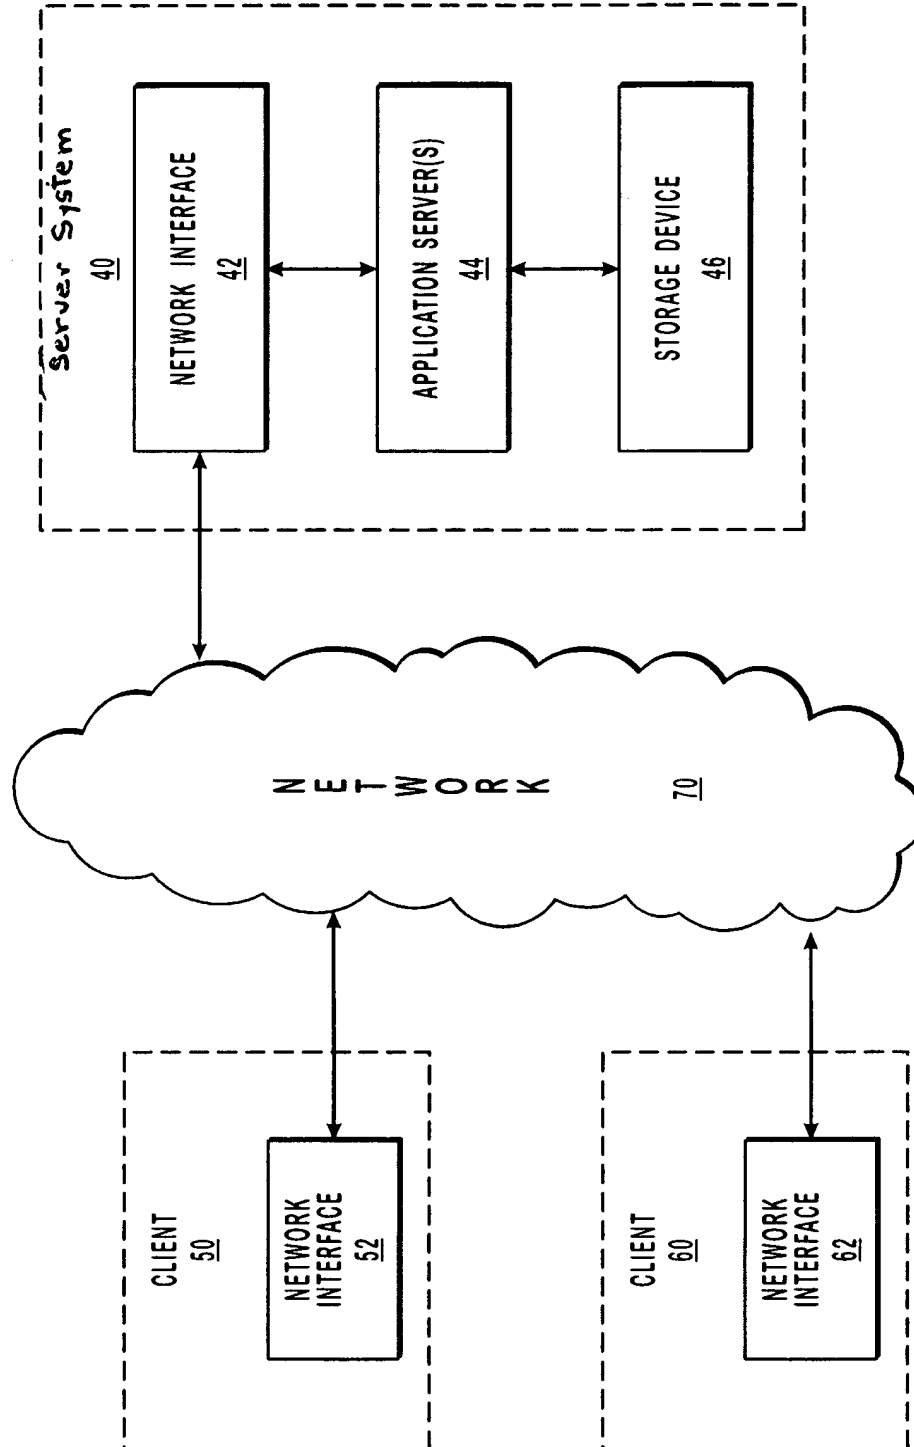 CLIENT
50
NETWORK
INTERFACE
52
CLIENT
60
NETWORK
INTERFACE
62
NETWORK
70
Server System
40
NETWORK INTERFACE
42
APPLICATION SERVER(S)
44
STORAGE DEVICE
46